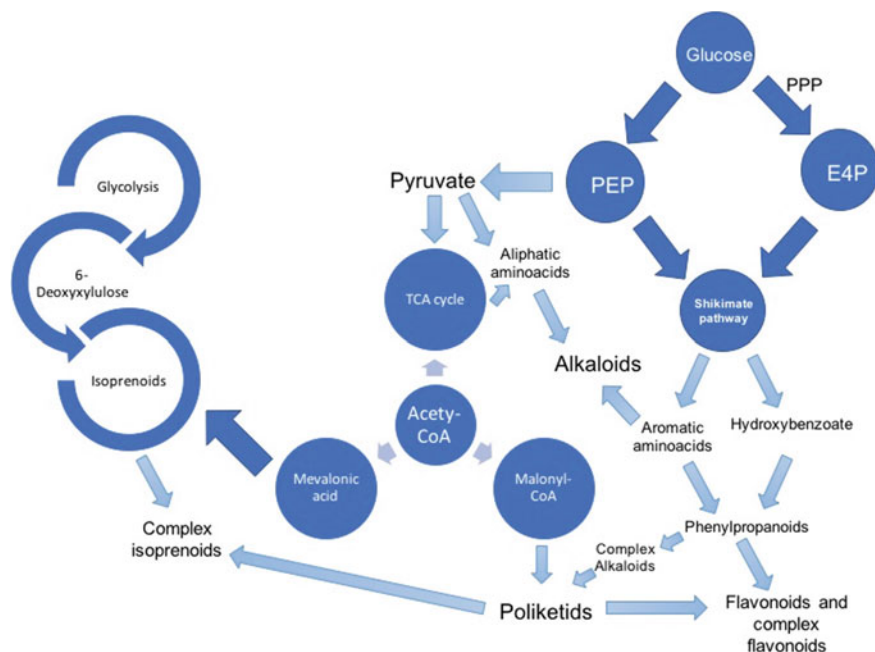 Glucose
PPP
PEP
E4P
Pyruvate
Glycolysis
Aliphatic
aminoacids
6-
Deoxyxylulose
TCA cycle
Shikimate
pathway
Alkaloids
Isoprenoids
Acety-
CoA
Aromatic
aminoacids
Hydroxybenzoate
Mevalonic
acid
Malonyl-
CoA
Complex
isoprenoids
Phenylpropanoids
Complex
Alkaloids
Poliketids
Flavonoids and
complex
flavonoids